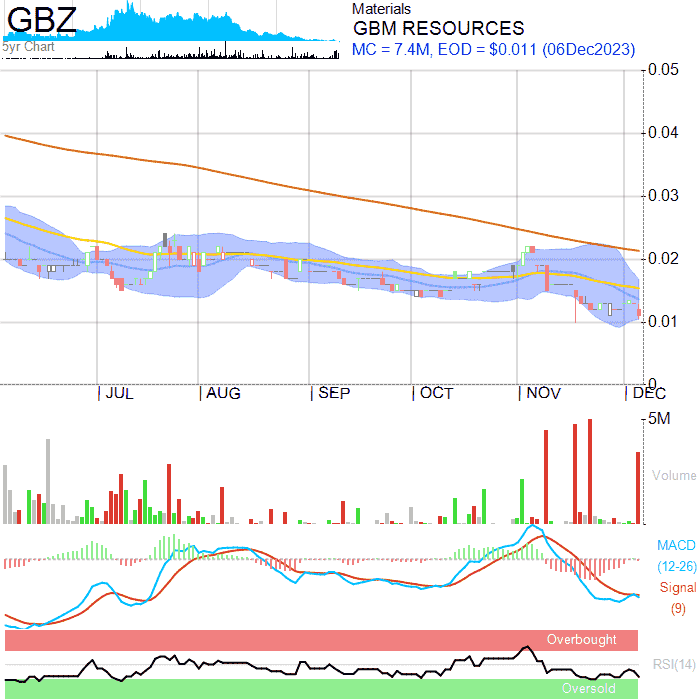 GBZ
5yr Chart
Materials
GBM RESOURCES
MC = 7.4M, EOD = $0.011 (06Dec2023)
0.05
0.04
0.03
0.02
0.01
0
JUL AUG SEP OCT NOV DEC
5M
Volume
MACD
(12-26)
Signal
(9)
Overbought
RSI(14)
Oversold